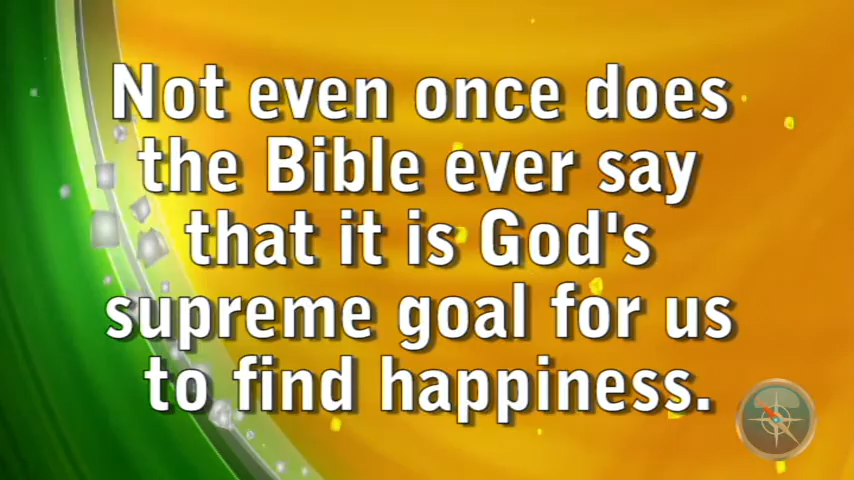 Not even once does
the Bible ever say
that it is God's
supreme goal for us
to find happiness.